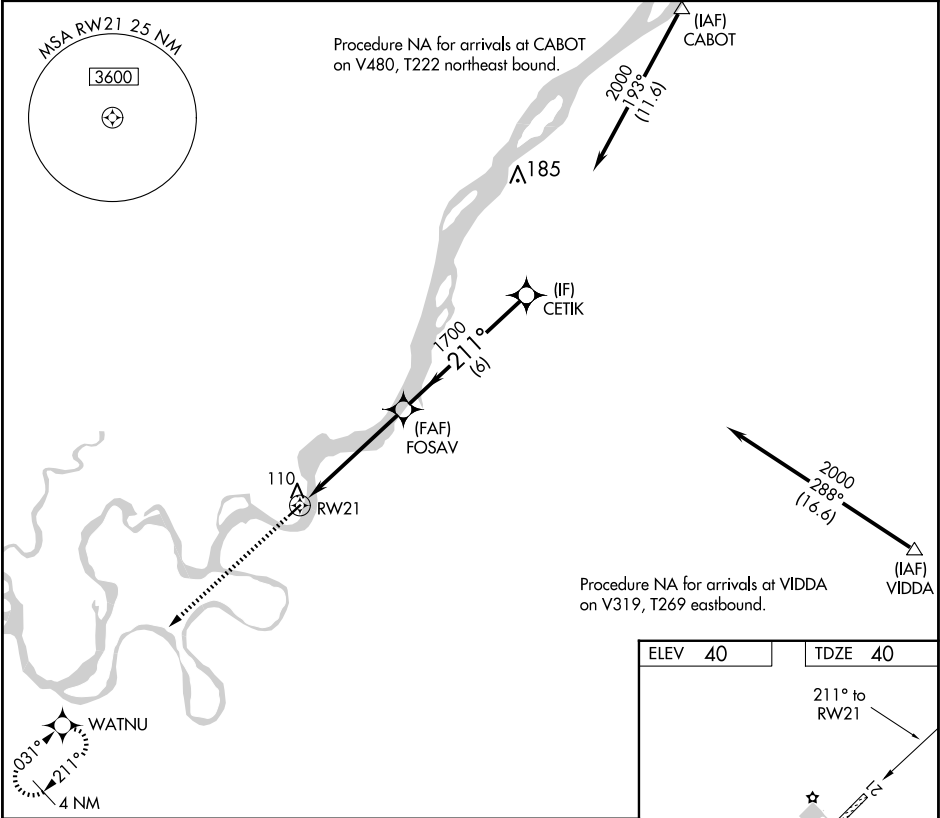 MSA RW21 25 NM
3600
Procedure NA for arrivals at CABOT
on V480, T222 northeast bound.
(IAF)
CABOT
2000
193°
(11.6)
185
(IF)
CETIK
1700
211°
(6)
(FAF)
FOSAV
110
RW21
2000
288°
(16.6)
(IAF)
VIDDA
Procedure NA for arrivals at VIDDA
on V319, T269 eastbound.
WATNU
031°
211°
4 NM
ELEV 40
TDZE 40
211° to
RW21
21